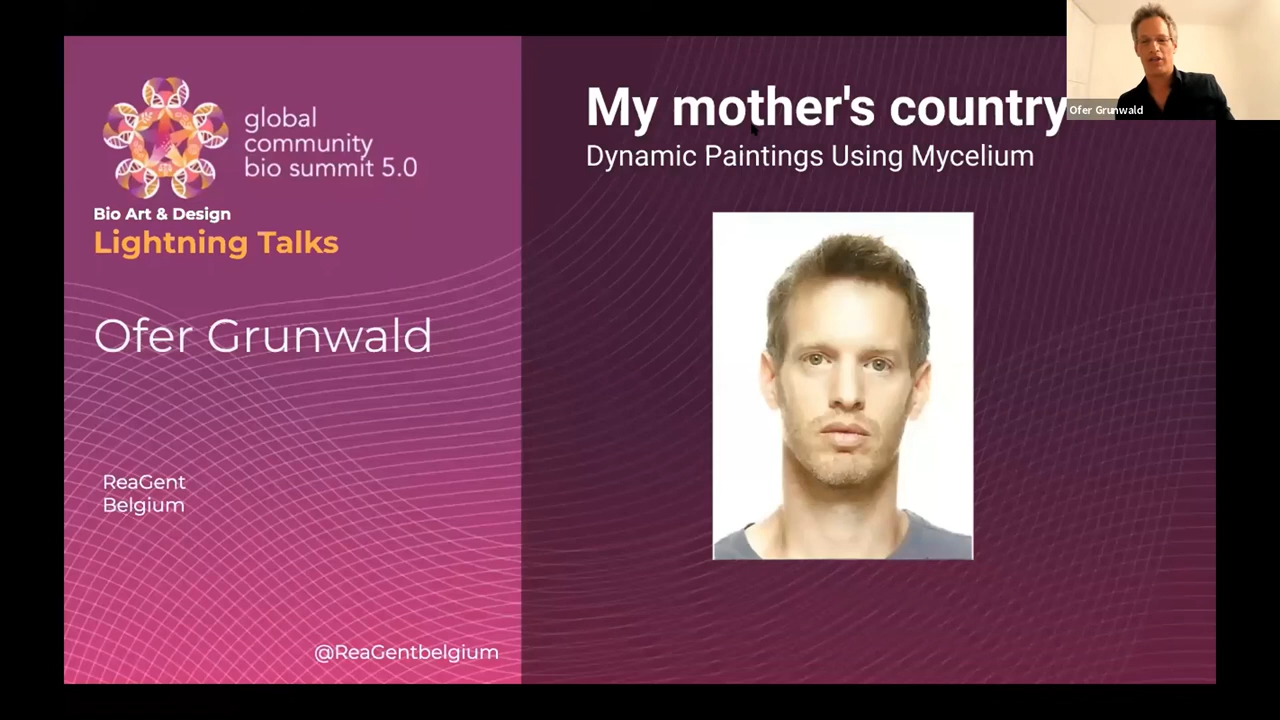 global
community
bio summit 5.0
Bio Art & Design
Lightning Talks
Ofer Grunwald
ReaGent
Belgium
@ReaGentbelgium
My mother's country
Dynamic Paintings Using Mycelium
Ofer Grunwald